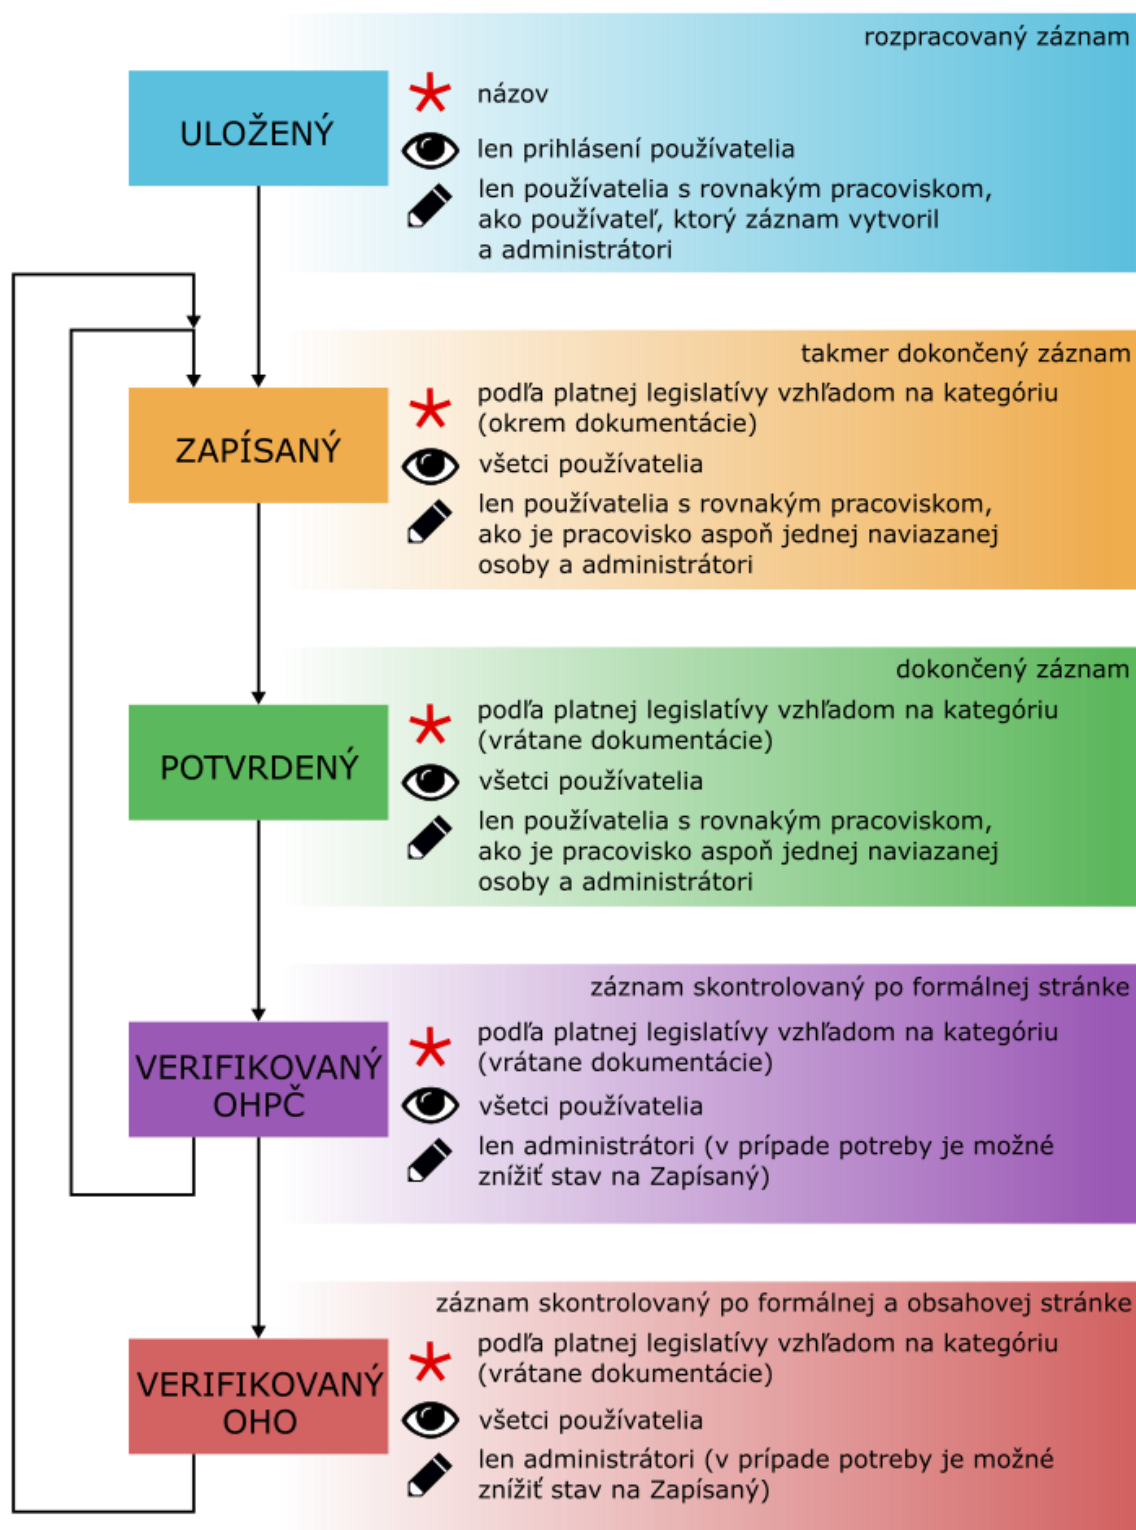 rozpracovaný záznam
ULOŽENÝ
názov
len prihlásení používatelia
len používatelia s rovnakým pracoviskom,
ako používateľ, ktorý záznam vytvoril
a administrátori
takmer dokončený záznam
ZAPÍSANÝ
podľa platnej legislatívy vzhľadom na kategóriu
(okrem dokumentácie)
všetci používatelia
len používatelia s rovnakým pracoviskom,
ako je pracovisko aspoň jednej naviazanej
osoby a administrátori
dokončený záznam
POTVRDENÝ
podľa platnej legislatívy vzhľadom na kategóriu
(vrátane dokumentácie)
všetci používatelia
len používatelia s rovnakým pracoviskom,
ako je pracovisko aspoň jednej naviazanej
osoby a administrátori
záznam skontrolovaný po formálnej stránke
VERIFIKOVANÝ
OHPČ
podľa platnej legislatívy vzhľadom na kategóriu
(vrátane dokumentácie)
všetci používatelia
len administrátori (v prípade potreby je možné
znížiť stav na Zapísaný)
záznam skontrolovaný po formálnej a obsahovej stránke
VERIFIKOVANÝ
OHO
podľa platnej legislatívy vzhľadom na kategóriu
(vrátane dokumentácie)
všetci používatelia
len administrátori (v prípade potreby je možné
znížiť stav na Zapísaný)